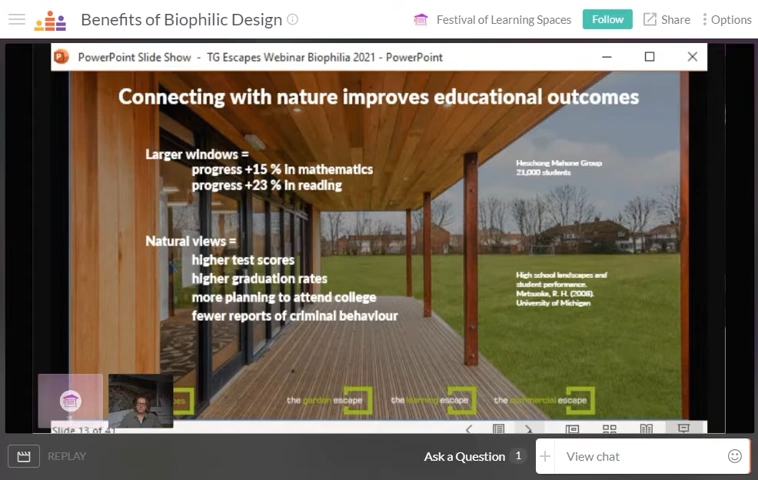 Benefits of Biophilic Design
Festival of Learning Spaces
Follow
Share
Options
PowerPoint Slide Show - TG Escapes Webinar Biophilia 2021 - PowerPoint
Connecting with nature improves educational outcomes
Larger windows =
progress +15 % in mathematics
progress +23 % in reading
Heschong Mahone Group
21,000 students
Natural views =
higher test scores
higher graduation rates
more planning to attend college
fewer reports of criminal behaviour
High school landscapes and
student performance.
Matsuoka, R. H. (2008).
University of Michigan
the garden escape
the learning escape
the commercial escape
Slide 13 of 41
REPLAY
Ask a Question 1
View chat